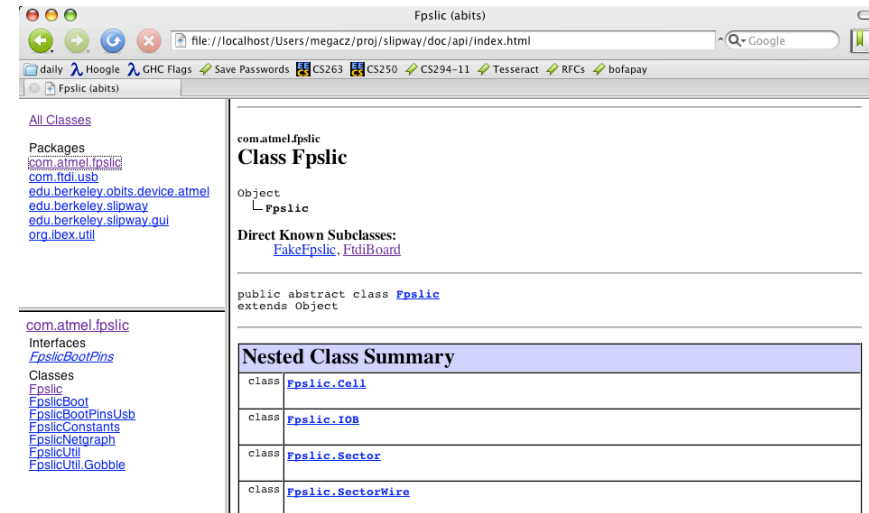 Fpslic (abits)
file://localhost/Users/megacz/proj/slipway/doc/api/index.html
Google
daily Hoogle GHC Flags Save Passwords CS263 CS250 CS294-11 Tesseract RFCs bofapay
Fpslic (abits)
All Classes
Packages
com.atmel.fpslic
com.ftdi.usb
edu.berkeley.obits.device.atmel
edu.berkeley.slipway
edu.berkeley.slipway.gui
org.ibex.util
com.atmel.fpslic
Interfaces
FpslicBootPins
Classes
Fpslic
FpslicBoot
FpslicBootPinsUsb
FpslicConstants
FpslicNetgraph
FpslicUtil
FpslicUtil.Gobble
com.atmel.fpslic
Class Fpslic
Object
Fpslic
Direct Known Subclasses:
FakeFpslic, FtdiBoard
public abstract class Fpslic
extends Object
Nested Class Summary
class Fpslic.Cell
class Fpslic.IOB
class Fpslic.Sector
class Fpslic.SectorWire